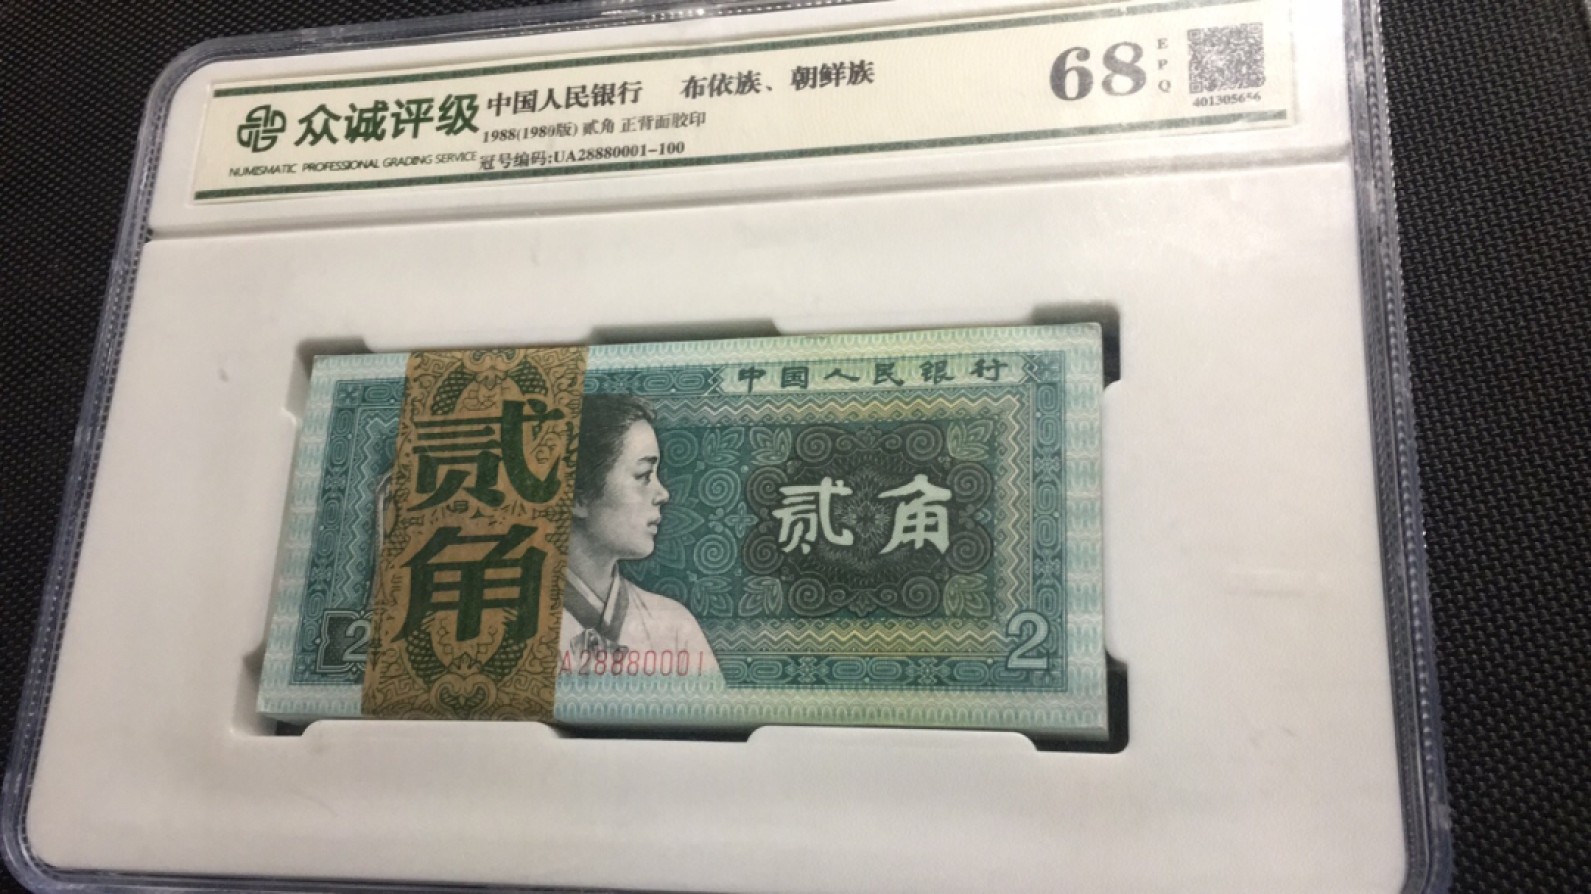 众诚评级
NUMISMATIC PROFESSIONAL GRADING SERVICE
中国人民银行 布依族、朝鲜族
1988(1980版) 贰角 正背面胶印
冠号编码:UA28880001-100
68
EPQ
401305656
中国人民银行
贰角
贰角
2
2
A28880001